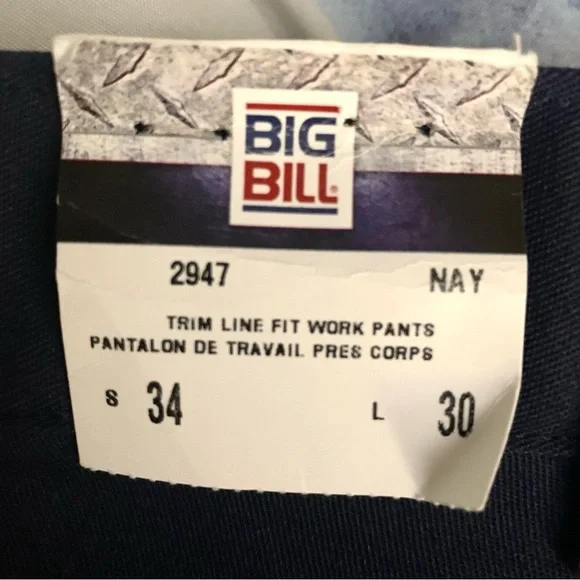 BIG
BILL®
2947 NAY
TRIM LINE FIT WORK PANTS
PANTALON DE TRAVAIL PRES CORPS
S 34 L 30